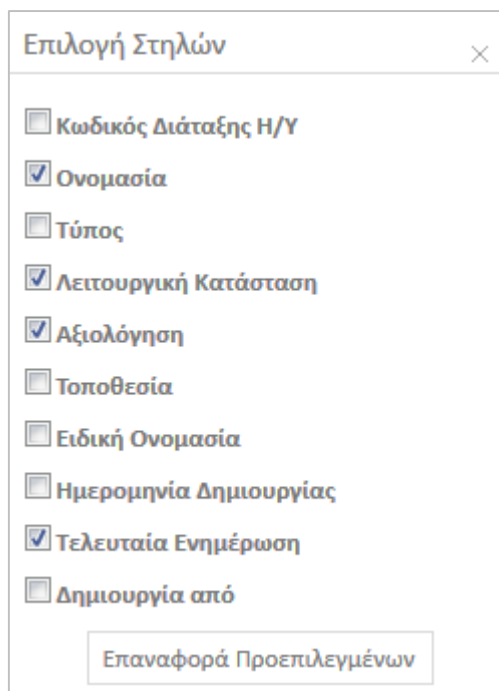 Επιλογή Στηλών
Κωδικός Διάταξης Η/Υ
Ονομασία
Τύπος
Λειτουργική Κατάσταση
Αξιολόγηση
Τοποθεσία
Ειδική Ονομασία
Ημερομηνία Δημιουργίας
Τελευταία Ενημέρωση
Δημιουργία από
Επαναφορά Προεπιλεγμένων